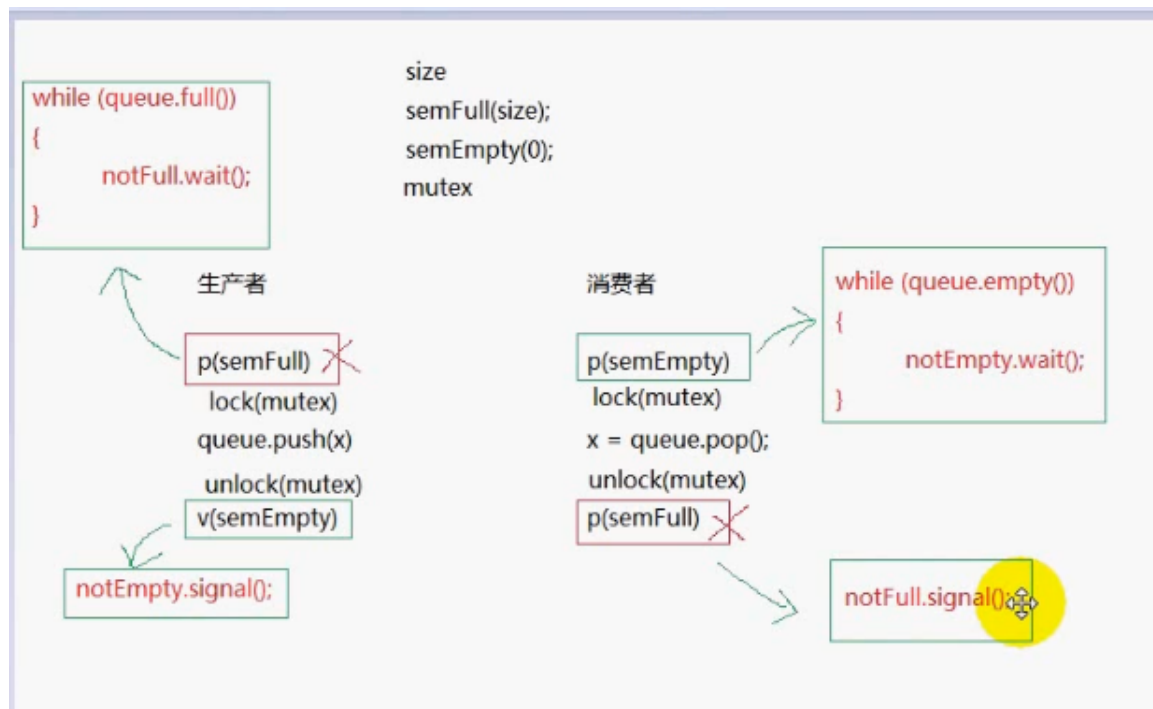 size
semFull(size);
semEmpty(0);
mutex
while (queue.full())
{
notFull.wait();
}
生产者
p(semFull)
lock(mutex)
queue.push(x)
unlock(mutex)
v(semEmpty)
notEmpty.signal();
消费者
p(semEmpty)
lock(mutex)
x = queue.pop();
unlock(mutex)
p(semFull)
while (queue.empty())
{
notEmpty.wait();
}
notFull.signal();